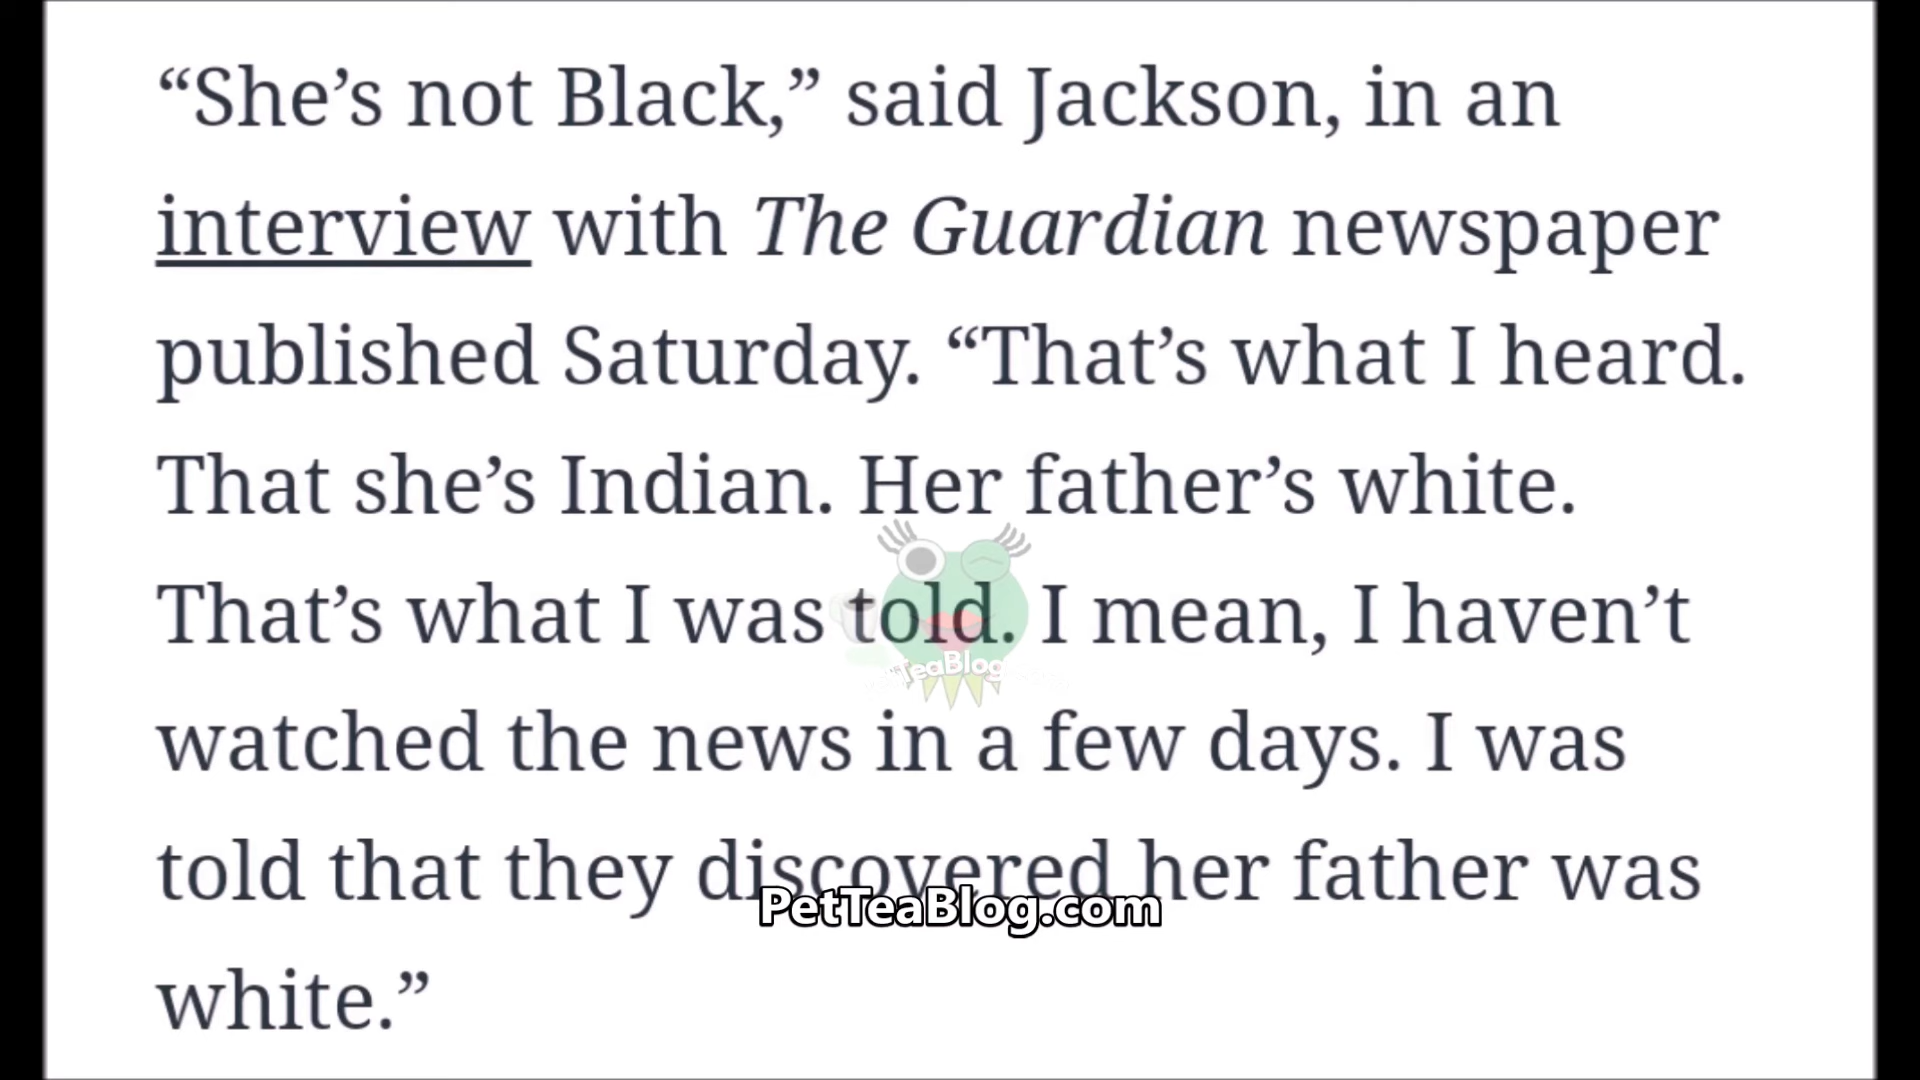 “She’s not Black,” said Jackson, in an
interview with The Guardian newspaper
published Saturday. “That’s what I heard.
That she’s Indian. Her father’s white.
That’s what I was told. I mean, I haven’t
TeaBlog
watched the news in a few days. I was
told that they discovered her father was
PetTeaBlog.com
white.”